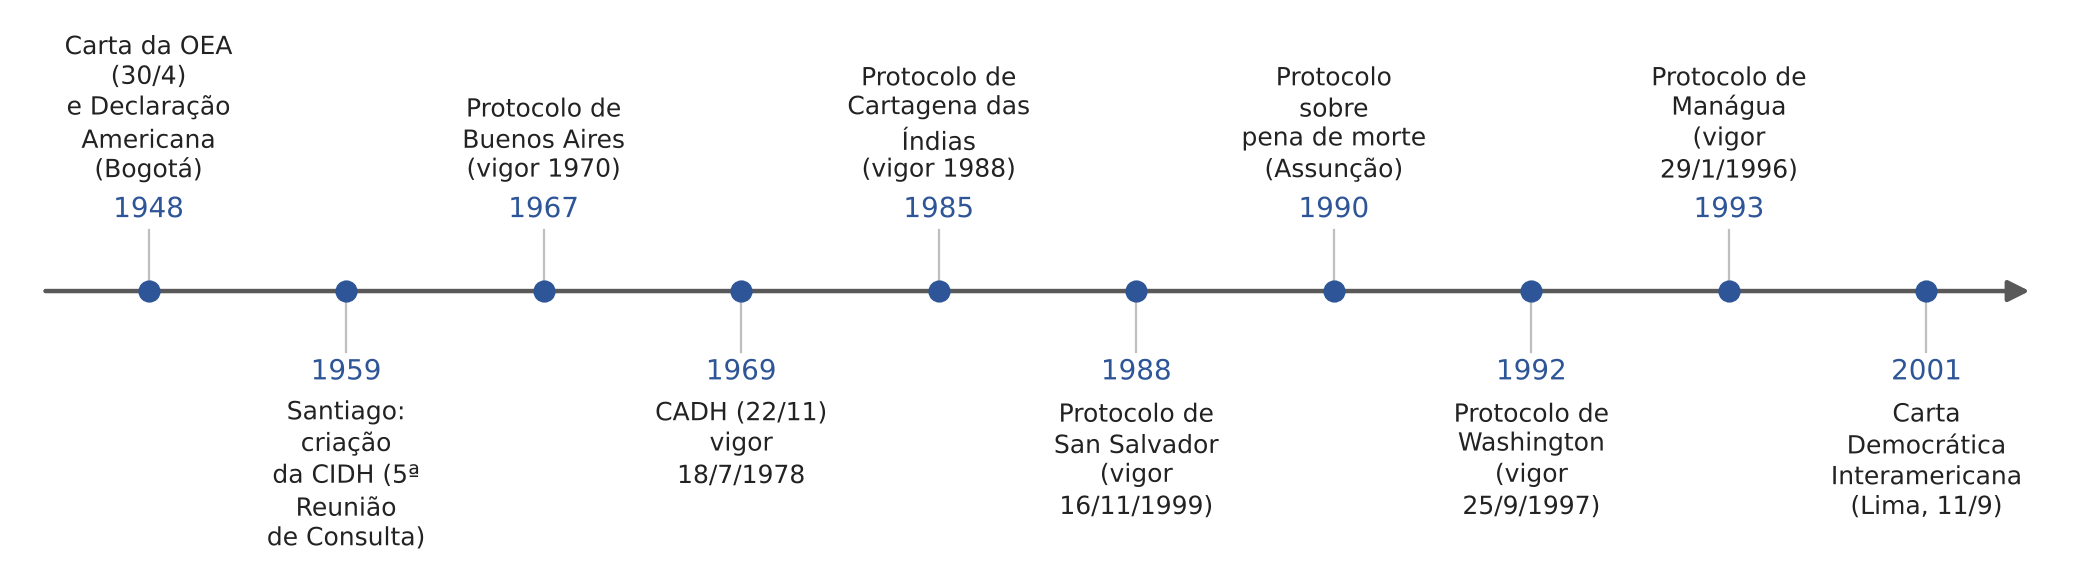 Carta da OEA
(30/4)
e Declaração
Americana
(Bogotá)
1948
1959
Santiago:
criação
da CIDH (5ª
Reunião
de Consulta)
Protocolo de
Buenos Aires
(vigor 1970)
1967
1969
CADH (22/11)
vigor
18/7/1978
Protocolo de
Cartagena das
Índias
(vigor 1988)
1985
1988
Protocolo de
San Salvador
(vigor
16/11/1999)
Protocolo
sobre
pena de morte
(Assunção)
1990
1992
Protocolo de
Washington
(vigor
25/9/1997)
Protocolo de
Manágua
(vigor
29/1/1996)
1993
2001
Carta
Democrática
Interamericana
(Lima, 11/9)